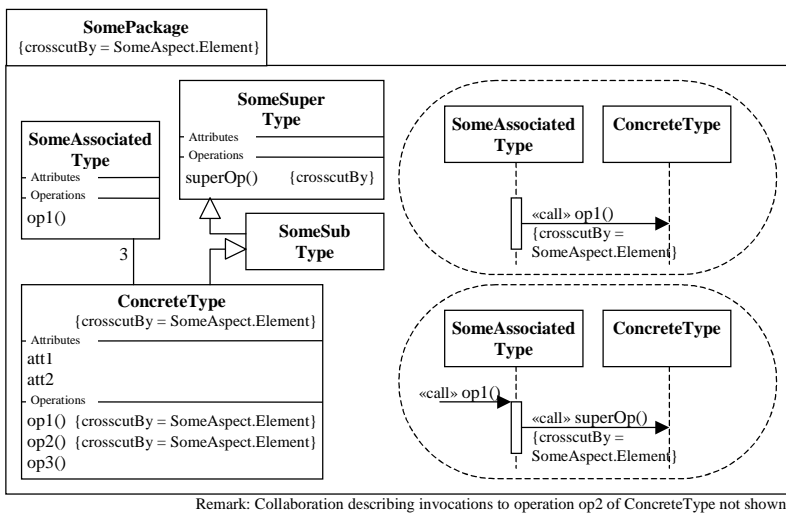 SomePackage
{crosscutBy = SomeAspect.Element}
SomeAssociated
Type
Attributes
Operations
op1()
SomeSuper
Type
Attributes
Operations
superOp() {crosscutBy}
SomeSub
Type
3
ConcreteType
{crosscutBy = SomeAspect.Element}
Attributes
att1
att2
Operations
op1() {crosscutBy = SomeAspect.Element}
op2() {crosscutBy = SomeAspect.Element}
op3()
SomeAssociated
Type
ConcreteType
«call» op1()
{crosscutBy =
SomeAspect.Element}
SomeAssociated
Type
ConcreteType
«call» op1()
«call» superOp()
{crosscutBy =
SomeAspect.Element}
Remark: Collaboration describing invocations to operation op2 of ConcreteType not shown